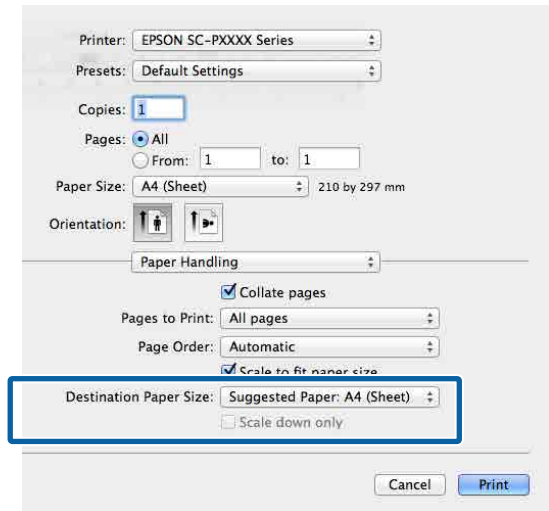 Printer: EPSON SC-PXXXX Series
Presets: Default Settings
Copies: 1
Pages: All
From: 1 to: 1
Paper Size: A4 (Sheet) 210 by 297 mm
Orientation:
Paper Handling
Collate pages
Pages to Print: All pages
Page Order: Automatic
Scale to fit paper size
Destination Paper Size: Suggested Paper: A4 (Sheet)
Scale down only
Cancel Print